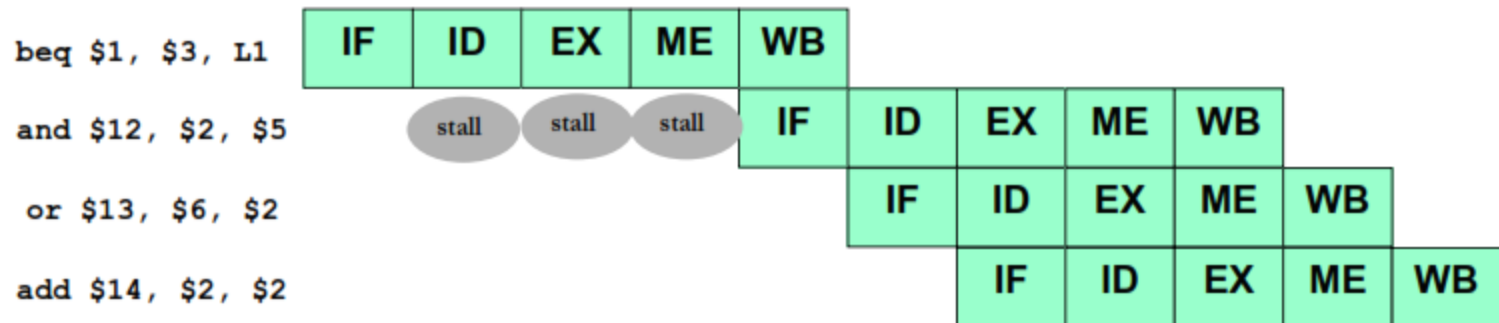 beq $1, $3, L1 IF ID EX ME WB
and $12, $2, $5 stall stall stall IF ID EX ME WB
or $13, $6, $2 IF ID EX ME WB
add $14, $2, $2 IF ID EX ME WB